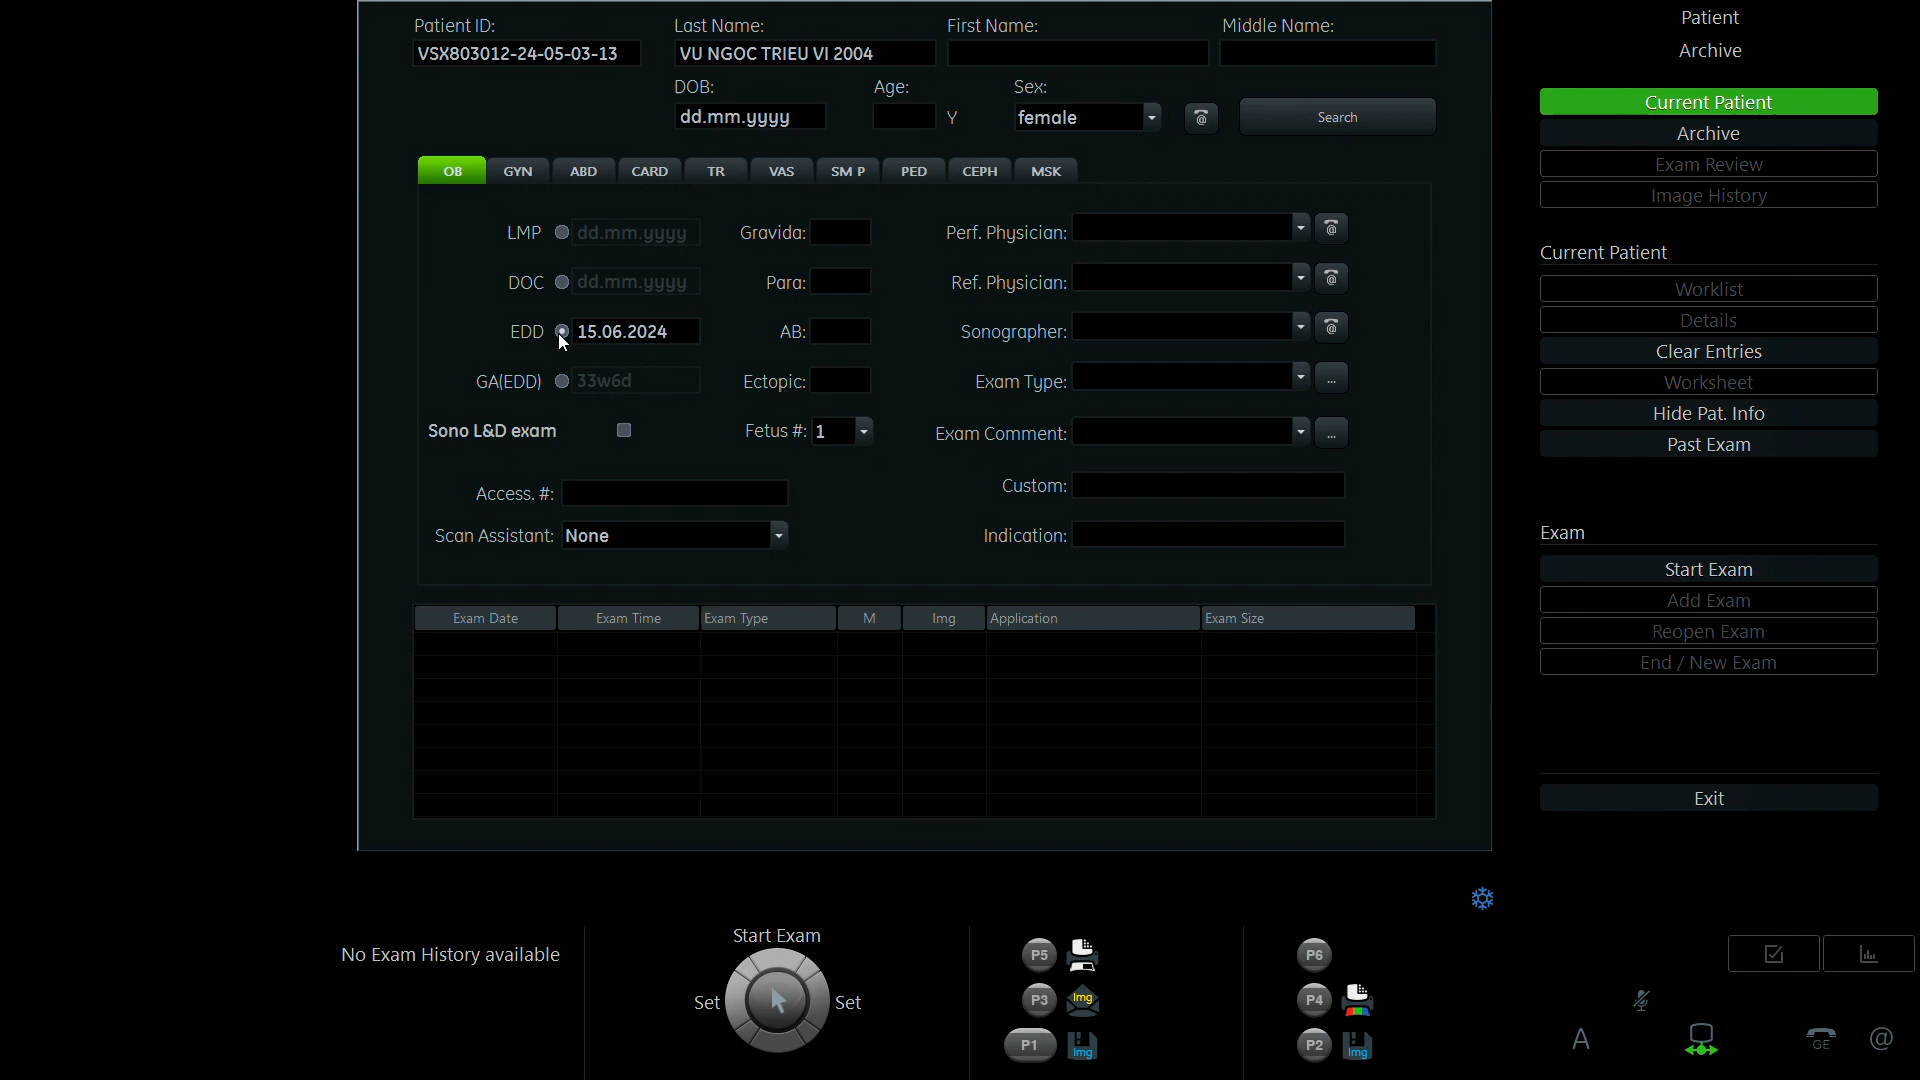 Patient ID: Last Name: First Name: Middle Name:
VSX803012-24-05-03-13 VU NGOC TRIEU VI 2004
DOB: Age: Sex:
dd.mm.yyyy Y female @ Search
OB GYN ABD CARD TR VAS SM P PED CEPH MSK
LMP dd.mm.yyyy Gravida: Perf. Physician: @
DOC dd.mm.yyyy Para: Ref. Physician: @
EDD 15.06.2024 AB: Sonographer: @
GA(EDD) 33w6d Ectopic: Exam Type: ...
Sono L&D exam Fetus #: 1 Exam Comment: ...
Access. #: Custom:
Scan Assistant: None Indication:
Exam Date Exam Time Exam Type M Img Application Exam Size
Patient
Archive
Current Patient
Archive
Exam Review
Image History
Current Patient
Worklist
Details
Clear Entries
Worksheet
Hide Pat. Info
Past Exam
Exam
Start Exam
Add Exam
Reopen Exam
End / New Exam
Exit
No Exam History available
Start Exam
Set Set
P5
P3 Img
P1 Img
P6
P4
P2 Img
A GE @